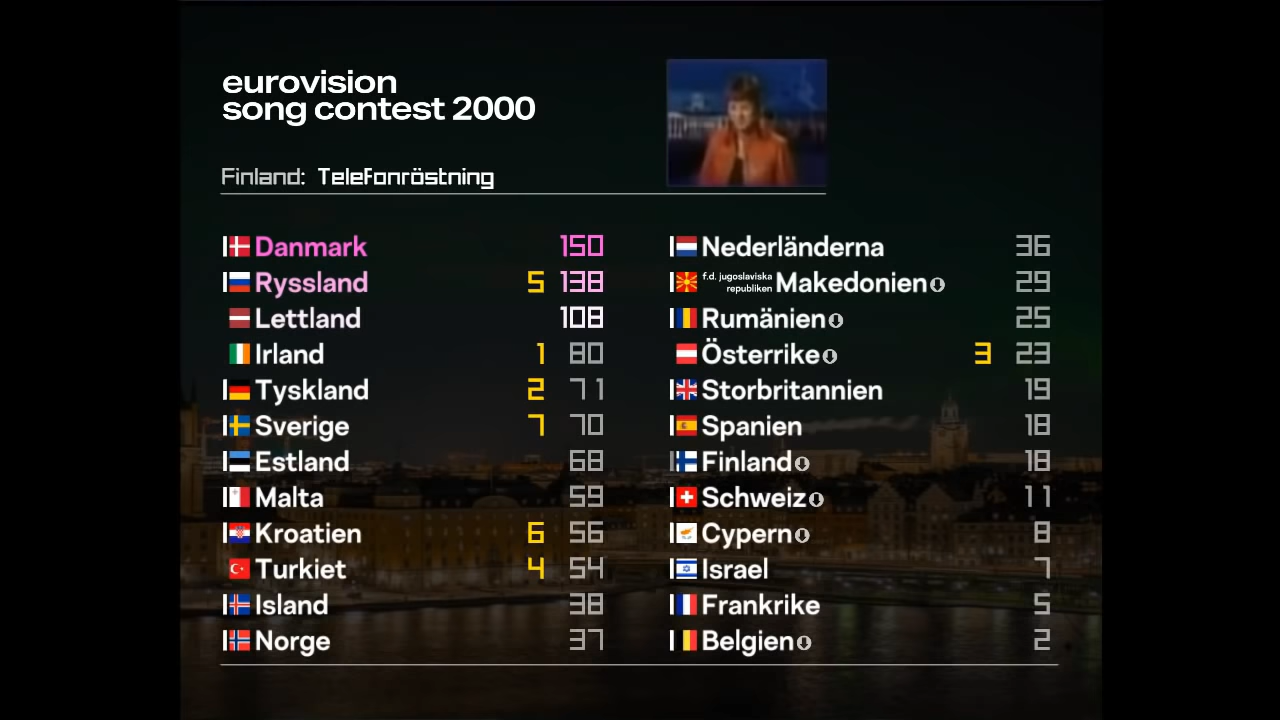 eurovision
song contest 2000
Finland: Telefonröstning
Danmark 150
Ryssland 5 138
Lettland 108
Irland 1 80
Tyskland 2 71
Sverige 7 70
Estland 68
Malta 59
Kroatien 6 56
Turkiet 4 54
Island 38
Norge 37
Nederländerna 36
f.d. jugoslaviska
republiken Makedonien 29
Rumänien 25
Österrike 3 23
Storbritannien 19
Spanien 18
Finland 18
Schweiz 11
Cypern 8
Israel 7
Frankrike 5
Belgien 2